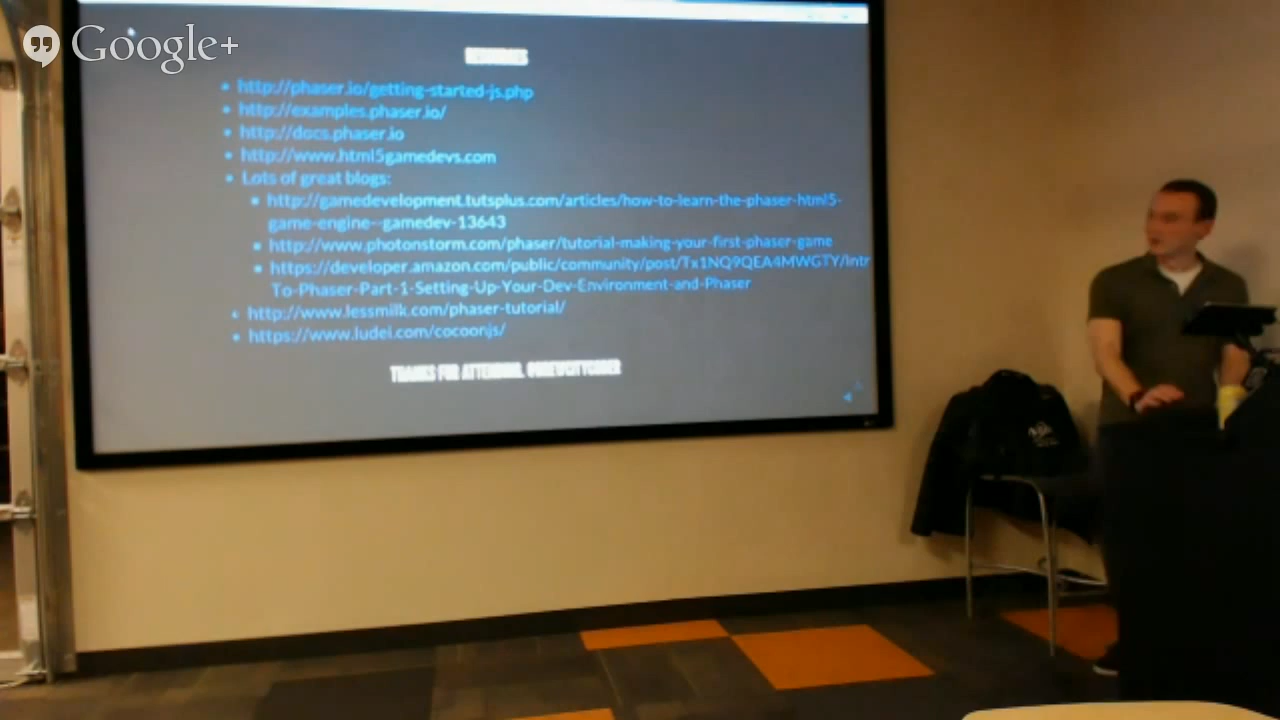 Google+
RESOURCES
http://phaser.io/getting-started-js.php
http://examples.phaser.io/
http://docs.phaser.io
http://www.html5gamedevs.com
Lots of great blogs:
http://gamedevelopment.tutsplus.com/articles/how-to-learn-the-phaser-html5-
game-engine--gamedev-13643
http://www.photonstorm.com/phaser/tutorial-making-your-first-phaser-game
https://developer.amazon.com/public/community/post/Tx1NQ9QEA4MWGTY/Intr
To-Phaser-Part-1-Setting-Up-Your-Dev-Environment-and-Phaser
http://www.lessmilk.com/phaser-tutorial/
https://www.ludei.com/cocoonjs/
THANKS FOR ATTENDING.